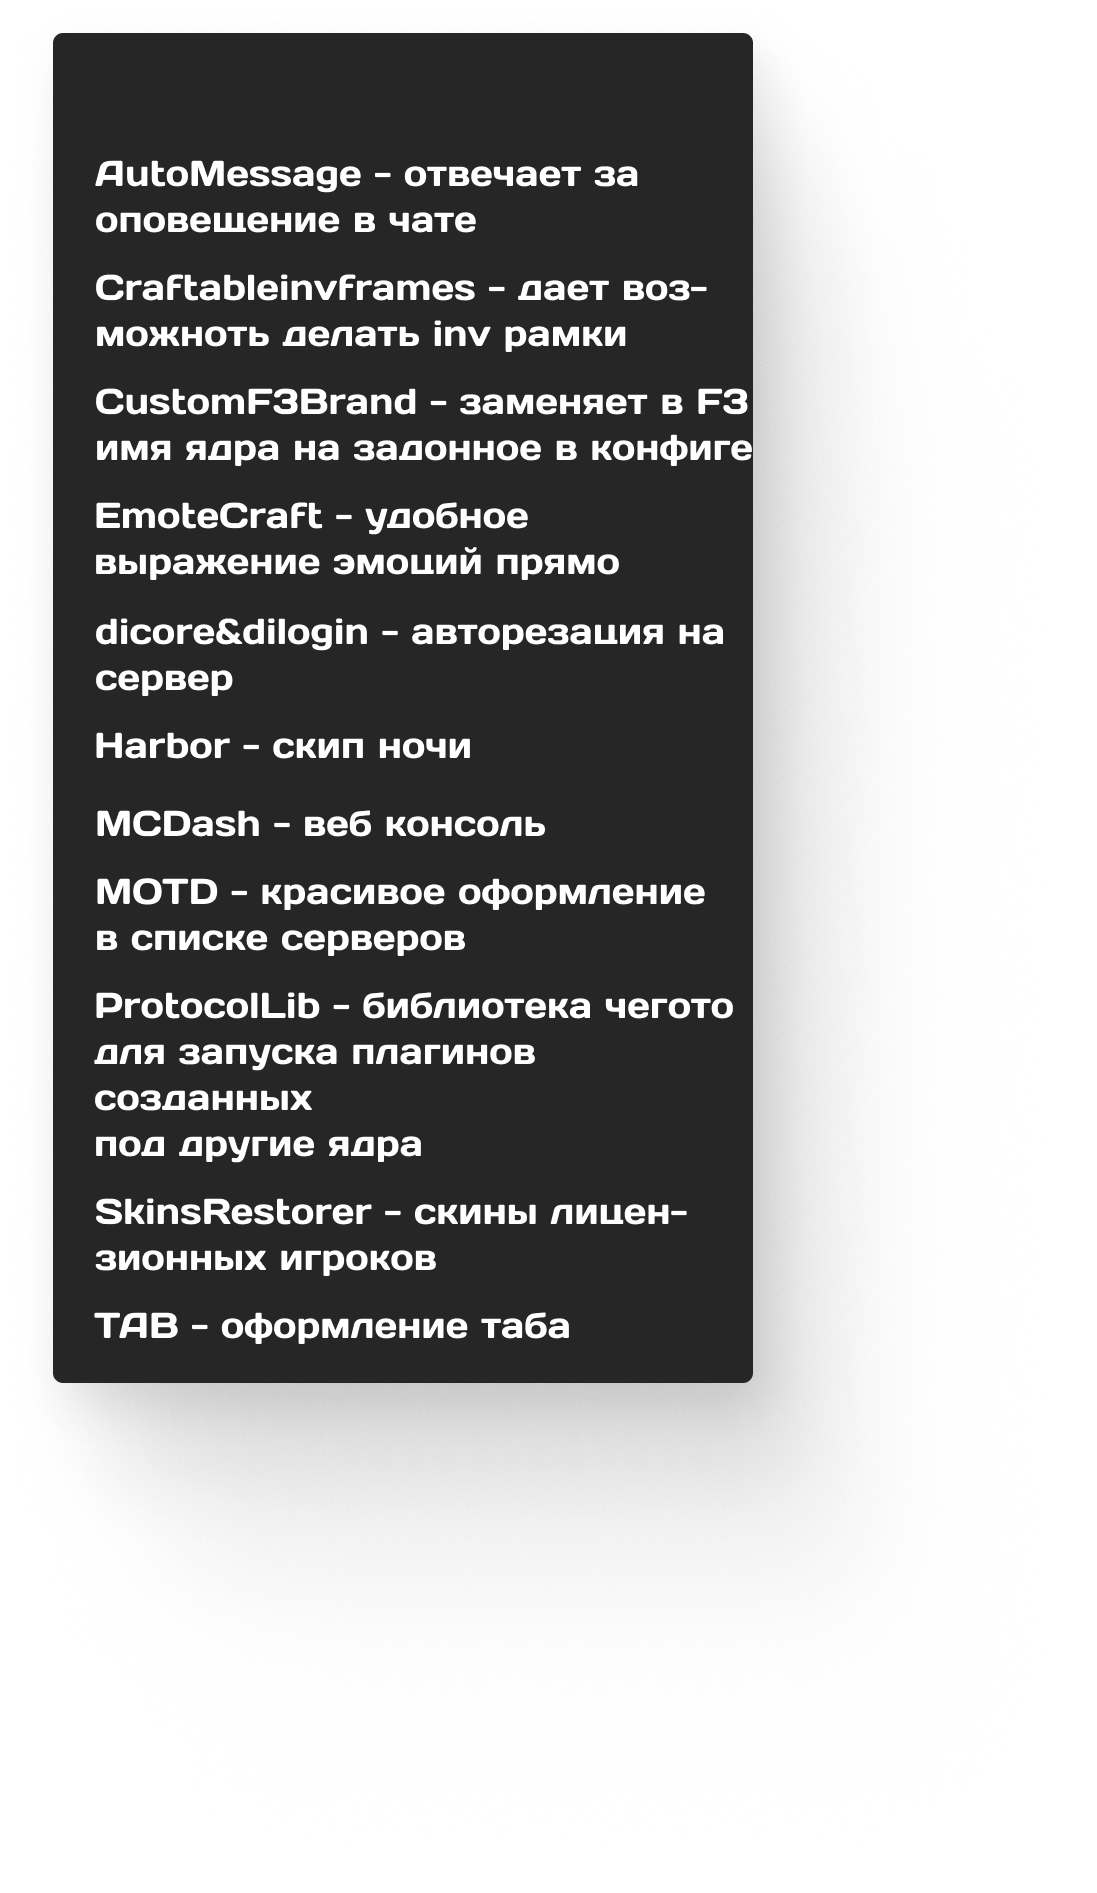 AutoMessage - отвечает за
оповещение в чате
Craftableinvframes - дает воз-
можноть делать inv рамки
CustomF3Brand - заменяет в F3
имя ядра на задонное в конфиге
EmoteCraft - удобное
выражение эмоций прямо
dicore&dilogin - авторезация на
сервер
Harbor - скип ночи
MCDash - веб консоль
MOTD - красивое оформление
в списке серверов
ProtocolLib - библиотека чегото
для запуска плагинов
созданных
под другие ядра
SkinsRestorer - скины лицен-
зионных игроков
TAB - оформление таба